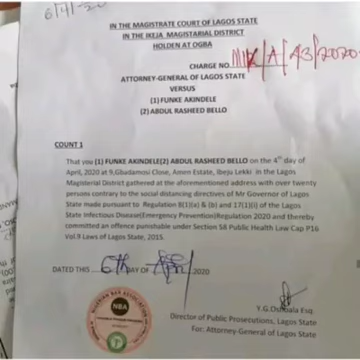 6/4/20
IN THE MAGISTRATE COURT OF LAGOS STATE
IN THE IKEJA MAGISTERIAL DISTRICT
HOLDEN AT OGBA
CHARGE NO. MIK/A/43/2020
ATTORNEY-GENERAL OF LAGOS STATE
VERSUS
(1) FUNKE AKINDELE
(2) ABDUL RASHEED BELLO
COUNT 1
That you (1) FUNKE AKINDELE(2) ABDUL RASHEED BELLO on the 4th day of
April, 2020 at 9,Gbadamosi Close, Amen Estate, Ibeju Lekki in the Lagos
Magisterial District gathered at the aforementioned address with over twenty
persons contrary to the social distancing directives of Mr Governor of Lagos
State made pursuant to Regulation 8(1)(a) & (b) and 17(1)(i) of the Lagos
State Infectious Disease(Emergency Prevention)Regulation 2020 and thereby
committed an offence punishable under Section 58 Public Health Law Cap P16
Vol.9 Laws of Lagos State, 2015.
DATED THIS 6th DAY OF April 2020
NIGERIAN BAR ASSOCIATION
NBA
Y.G. Oshoala Esq.
Director of Public Prosecutions, Lagos State
For: Attorney-General of Lagos State